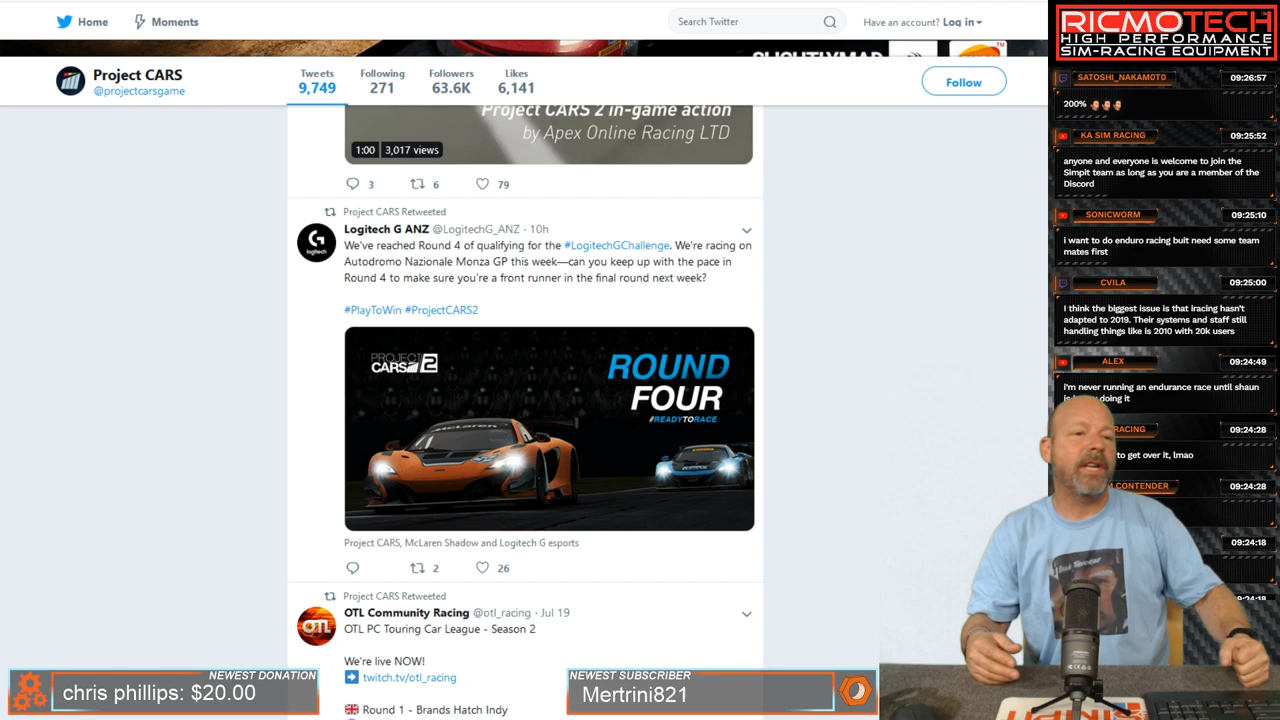 Home
Moments
Search Twitter
Have an account? Log in
SLIGHTLYMAD
Project CARS
@projectcarsgame
Tweets
9,749
Following
271
Followers
63.6K
Likes
6,141
Follow
Project CARS 2 in-game action
by Apex Online Racing LTD
1:00 3,017 views
3 6 79
Project CARS Retweeted
Logitech G ANZ @LogitechG_ANZ · 10h
We've reached Round 4 of qualifying for the #LogitechGChallenge. We're racing on
Autodromo Nazionale Monza GP this week—can you keep up with the pace in
Round 4 to make sure you're a front runner in the final round next week?
#PlayToWin #ProjectCARS2
PROJECT CARS 2
ROUND
FOUR
#READYTORACE
McLaren
logitech
Project CARS, McLaren Shadow and Logitech G esports
2 26
Project CARS Retweeted
OTL
OTL Community Racing @otl_racing · Jul 19
OTL PC Touring Car League - Season 2
We're live NOW!
twitch.tv/otl_racing
Round 1 - Brands Hatch Indy
NEWEST DONATION
chris phillips: $20.00
NEWEST SUBSCRIBER
Mertrini821
RICMOTECH
HIGH PERFORMANCE
SIM-RACING EQUIPMENT
SATOSHI_NAKAM0T0 09:26:57
200%
KA SIM RACING 09:25:52
anyone and everyone is welcome to join the
Simpit team as long as you are a member of the
Discord
SONICWORM 09:25:10
i want to do enduro racing buit need some team
mates first
CVILA 09:25:00
I think the biggest issue is that iracing hasn't
adapted to 2019. Their systems and staff still
handling things like is 2010 with 20k users
ALEX 09:24:49
i'm never running an endurance race until shaun
doing it
RACING 09:24:28
to get over it, lmao
CONTENDER 09:24:28
09:24:18
09:24:18